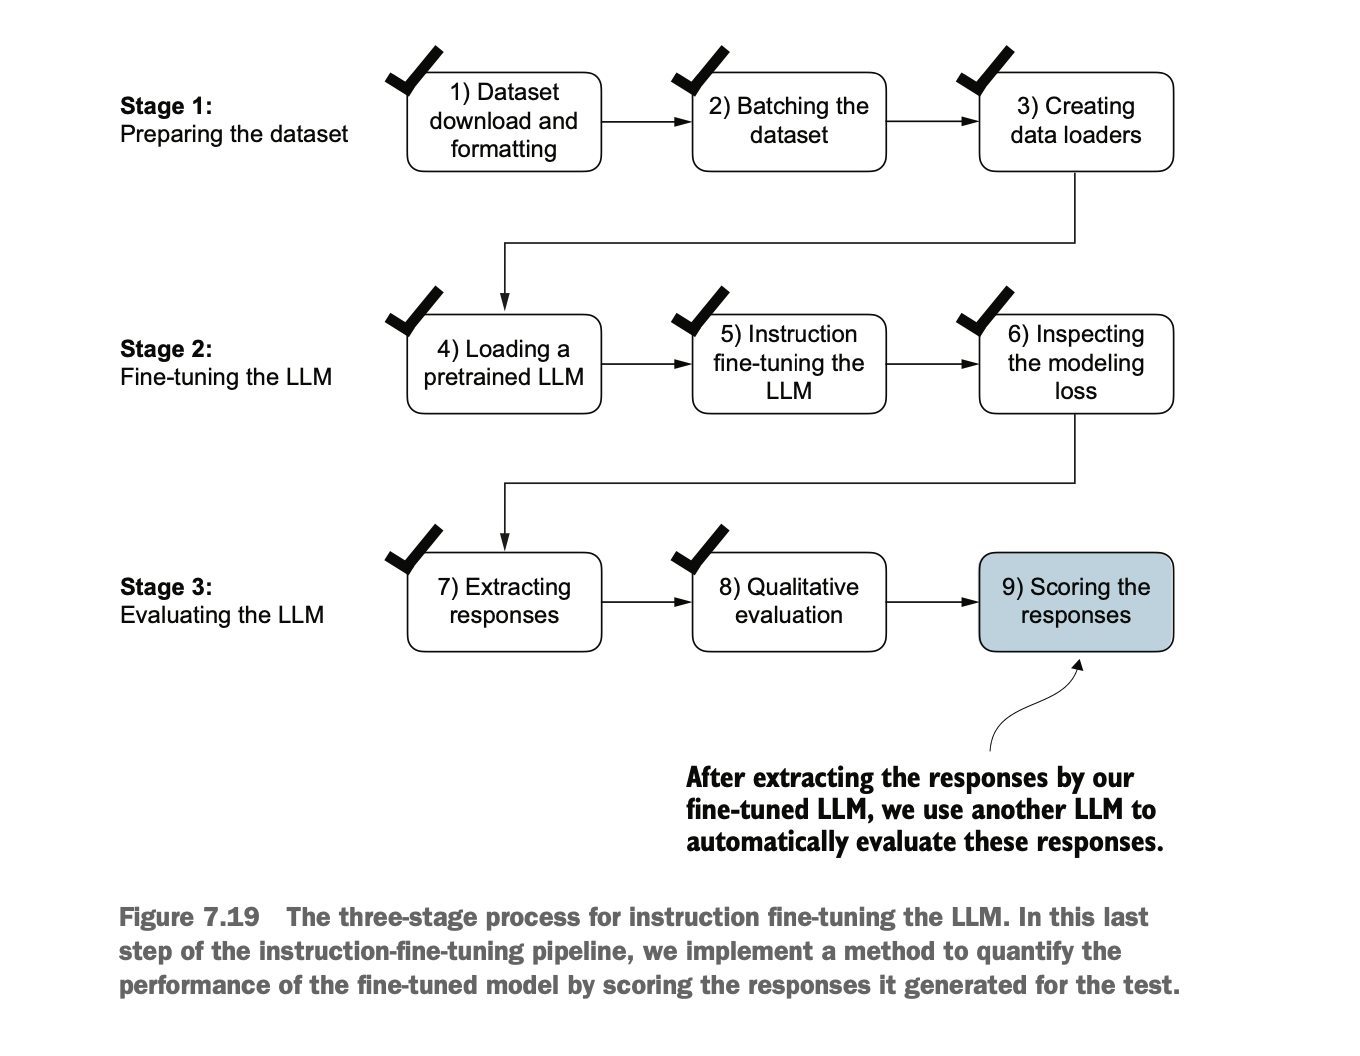 Stage 1:
Preparing the dataset
1) Dataset
download and
formatting
2) Batching the
dataset
3) Creating
data loaders
Stage 2:
Fine-tuning the LLM
4) Loading a
pretrained LLM
5) Instruction
fine-tuning the
LLM
6) Inspecting
the modeling
loss
Stage 3:
Evaluating the LLM
7) Extracting
responses
8) Qualitative
evaluation
9) Scoring the
responses
After extracting the responses by our
fine-tuned LLM, we use another LLM to
automatically evaluate these responses.
Figure 7.19 The three-stage process for instruction fine-tuning the LLM. In this last
step of the instruction-fine-tuning pipeline, we implement a method to quantify the
performance of the fine-tuned model by scoring the responses it generated for the test.